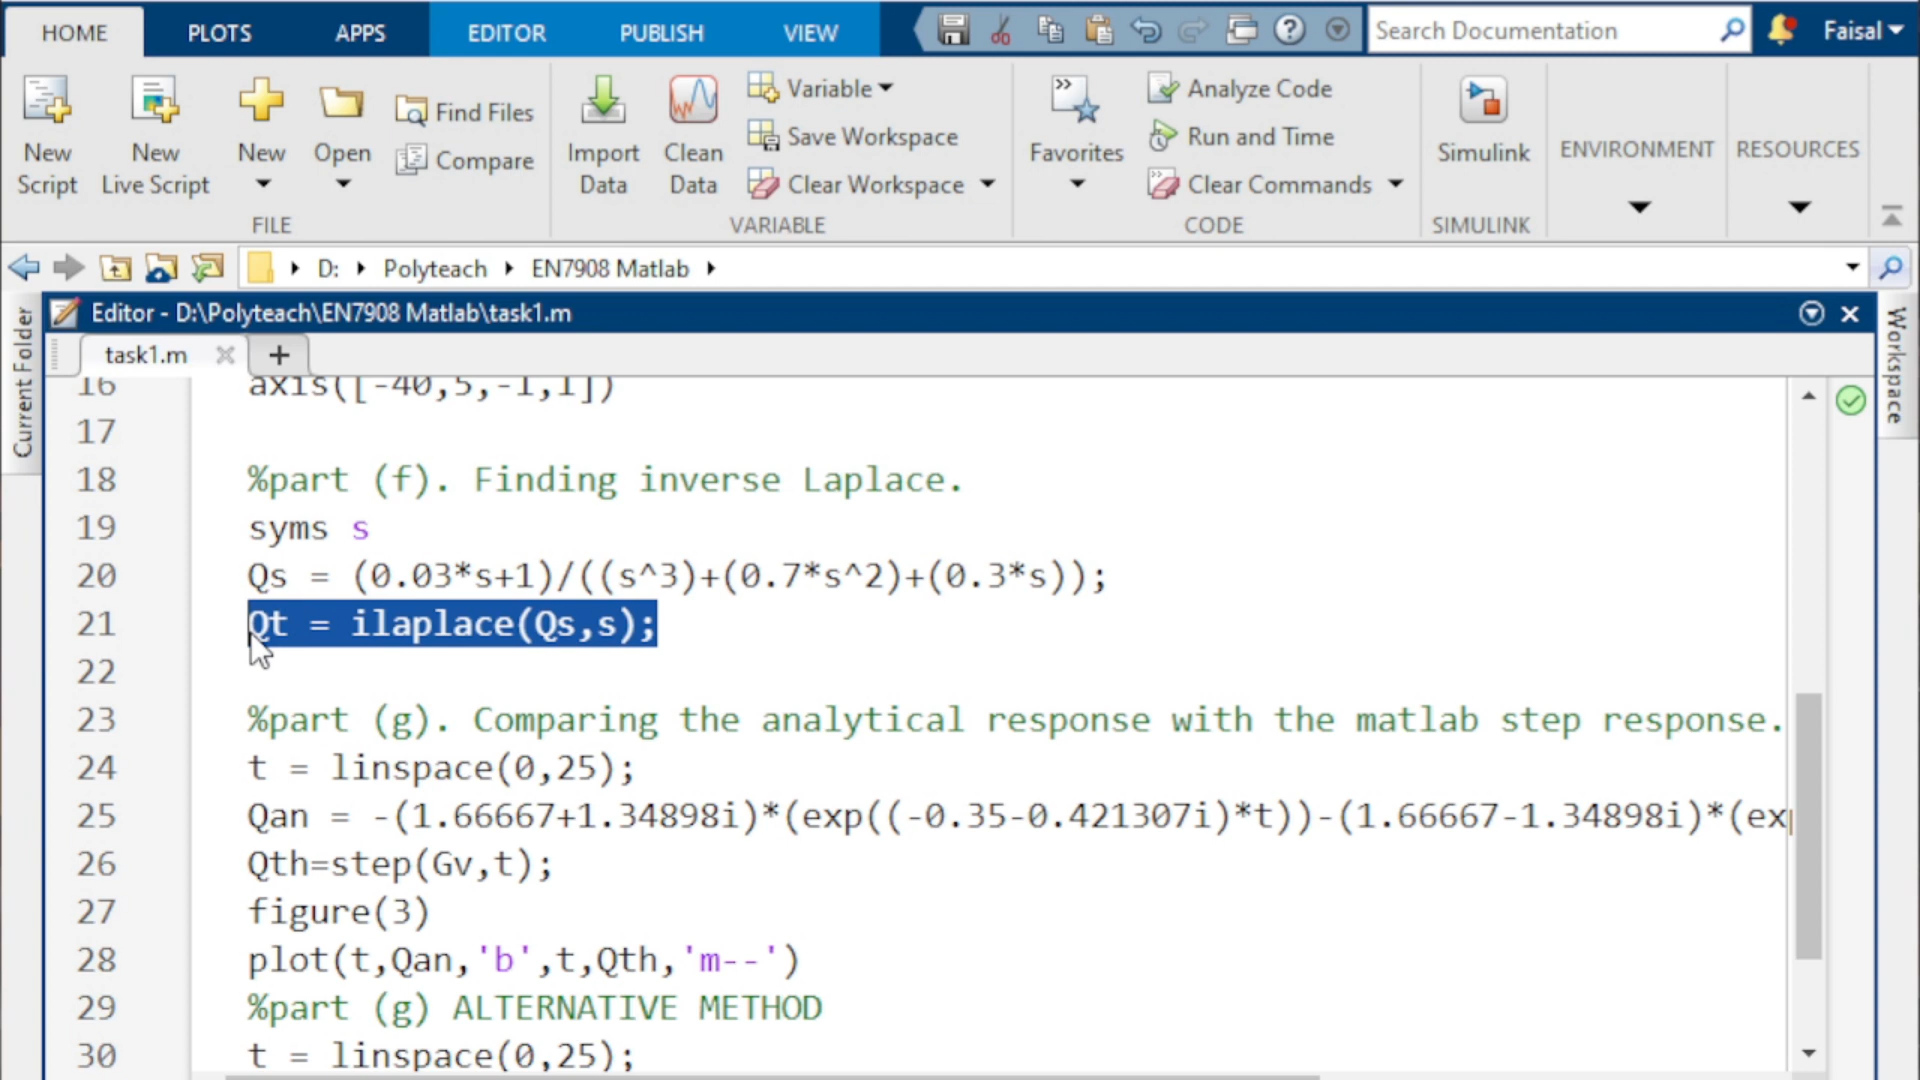 HOME PLOTS APPS EDITOR PUBLISH VIEW Search Documentation Faisal
New Script
New Live Script
New
Open
Find Files
Compare
FILE
Import Data
Clean Data
Variable
Save Workspace
Clear Workspace
VARIABLE
Favorites
Analyze Code
Run and Time
Clear Commands
CODE
Simulink
SIMULINK
ENVIRONMENT
RESOURCES
D: Polyteach EN7908 Matlab
Current Folder
Workspace
Editor - D:\Polyteach\EN7908 Matlab\task1.m
task1.m
16 axis([-40,5,-1,1])
17
18 %part (f). Finding inverse Laplace.
19 syms s
20 Qs = (0.03*s+1)/((s^3)+(0.7*s^2)+(0.3*s));
21 Qt = ilaplace(Qs,s);
22
23 %part (g). Comparing the analytical response with the matlab step response.
24 t = linspace(0,25);
25 Qan = -(1.66667+1.34898i)*(exp((-0.35-0.421307i)*t))-(1.66667-1.34898i)*(exp
26 Qth=step(Gv,t);
27 figure(3)
28 plot(t,Qan,'b',t,Qth,'m--')
29 %part (g) ALTERNATIVE METHOD
30 t = linspace(0,25);